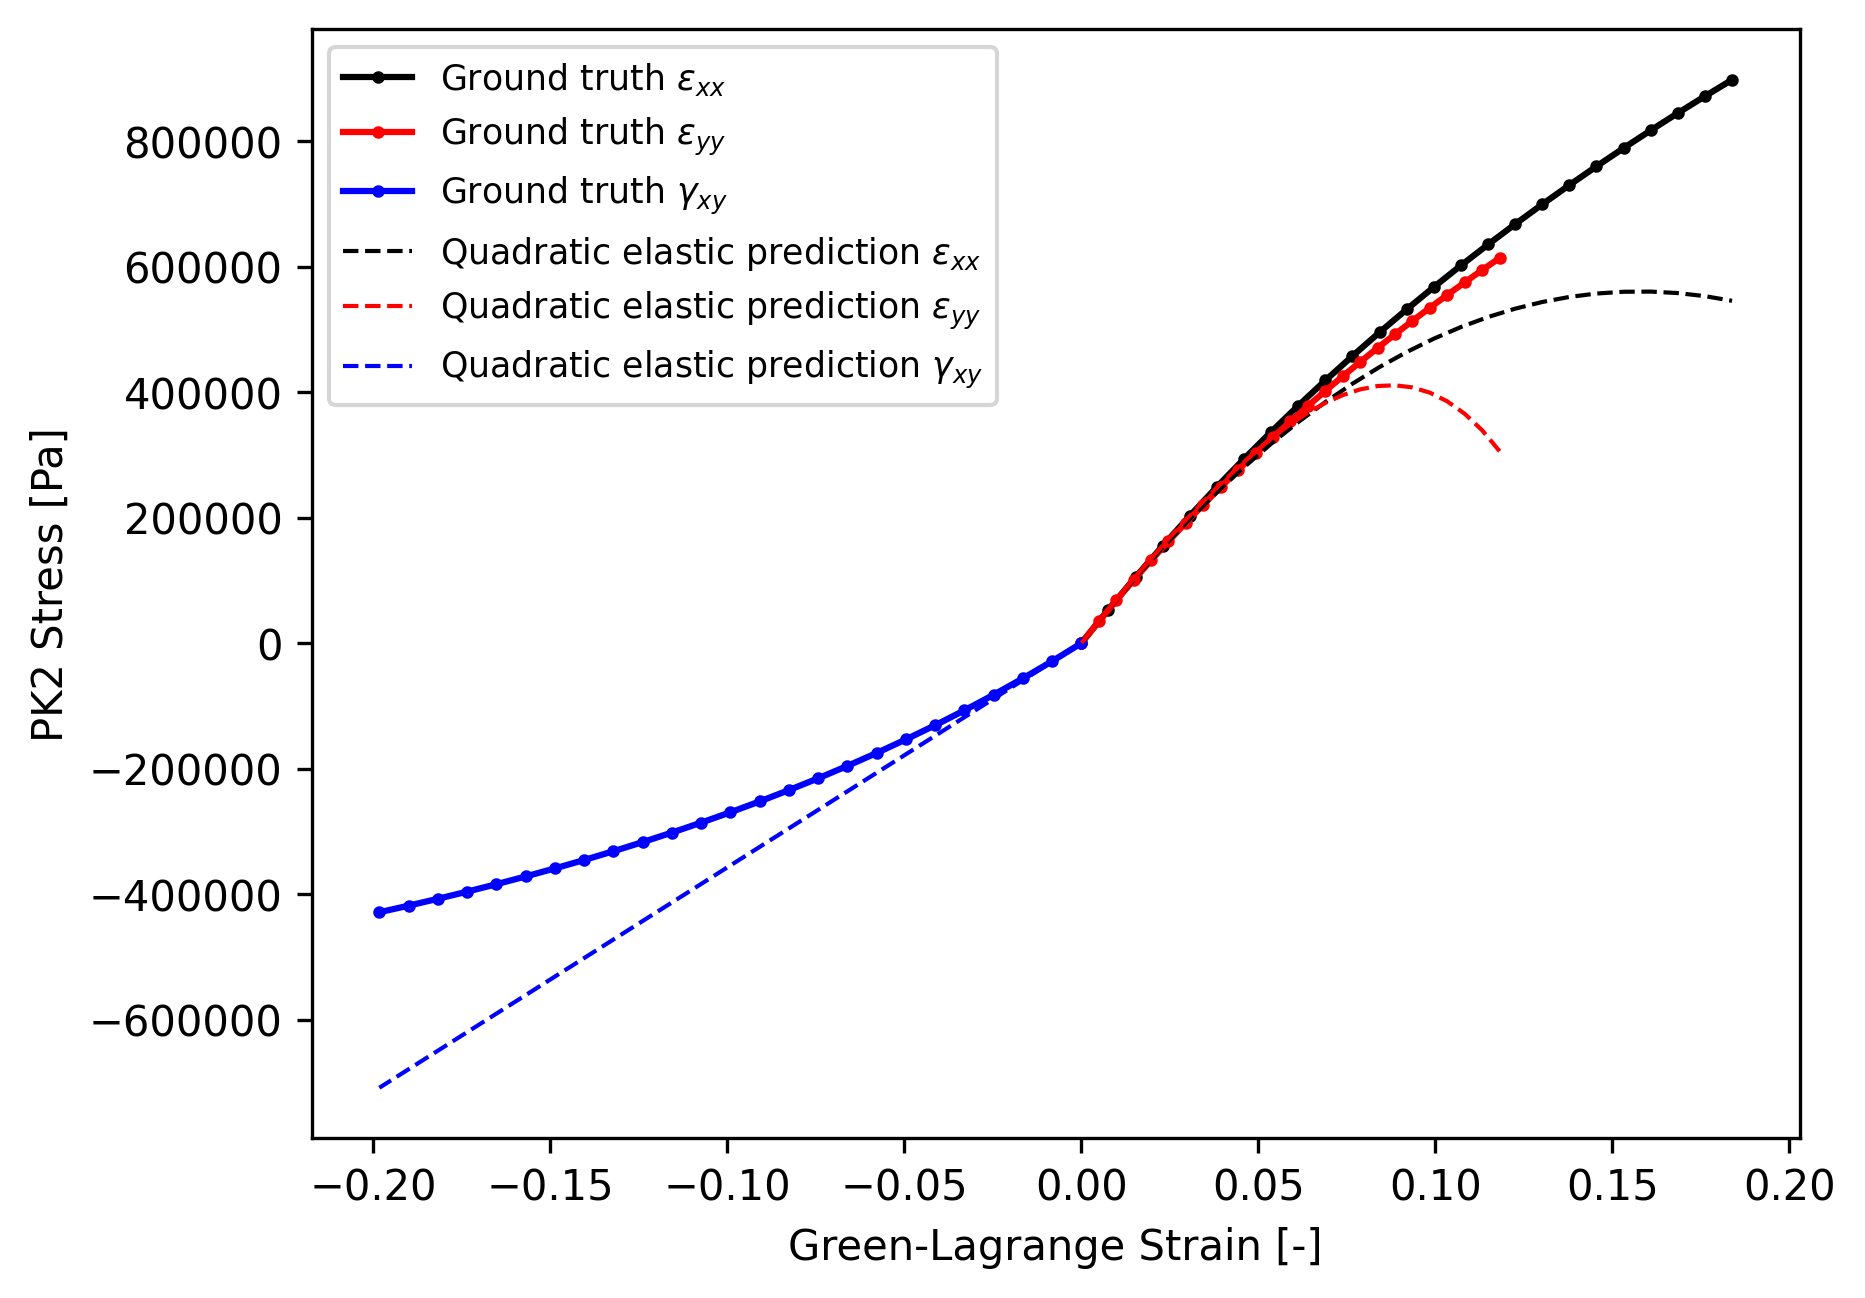 Ground truth εxx
Ground truth εyy
Ground truth γxy
Quadratic elastic prediction εxx
Quadratic elastic prediction εyy
Quadratic elastic prediction γxy
800000
600000
400000
200000
0
−200000
−400000
−600000
PK2 Stress [Pa]
−0.20 −0.15 −0.10 −0.05 0.00 0.05 0.10 0.15 0.20
Green-Lagrange Strain [-]